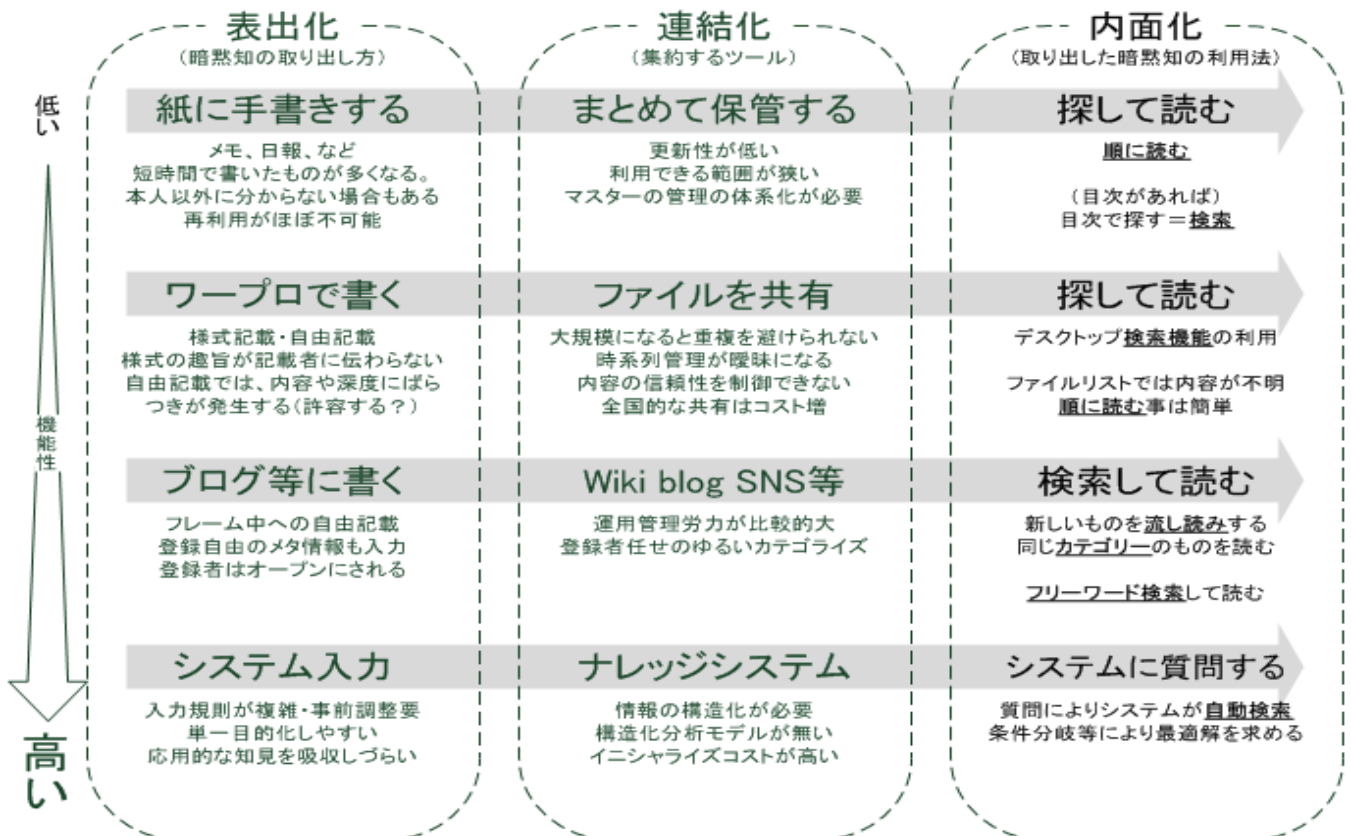 表出化
(暗黙知の取り出し方)
連結化
(集約するツール)
内面化
(取り出した暗黙知の利用法)
低い
機能性
高い
紙に手書きする
メモ、日報、など
短時間で書いたものが多くなる。
本人以外に分からない場合もある
再利用がほぼ不可能
まとめて保管する
更新性が低い
利用できる範囲が狭い
マスターの管理の体系化が必要
探して読む
順に読む
(目次があれば)
目次で探す=検索
ワープロで書く
様式記載・自由記載
様式の趣旨が記載者に伝わらない
自由記載では、内容や深度にばら
つきが発生する(許容する?)
ファイルを共有
大規模になると重複を避けられない
時系列管理が曖昧になる
内容の信頼性を制御できない
全国的な共有はコスト増
探して読む
デスクトップ検索機能の利用
ファイルリストでは内容が不明
順に読む事は簡単
ブログ等に書く
フレーム中への自由記載
登録自由のメタ情報も入力
登録者はオープンにされる
Wiki blog SNS等
運用管理労力が比較的大
登録者任せのゆるいカテゴライズ
検索して読む
新しいものを流し読みする
同じカテゴリーのものを読む
フリーワード検索して読む
システム入力
入力規則が複雑・事前調整要
単一目的化しやすい
応用的な知見を吸収しづらい
ナレッジシステム
情報の構造化が必要
構造化分析モデルが無い
イニシャライズコストが高い
システムに質問する
質問によりシステムが自動検索
条件分岐等により最適解を求める